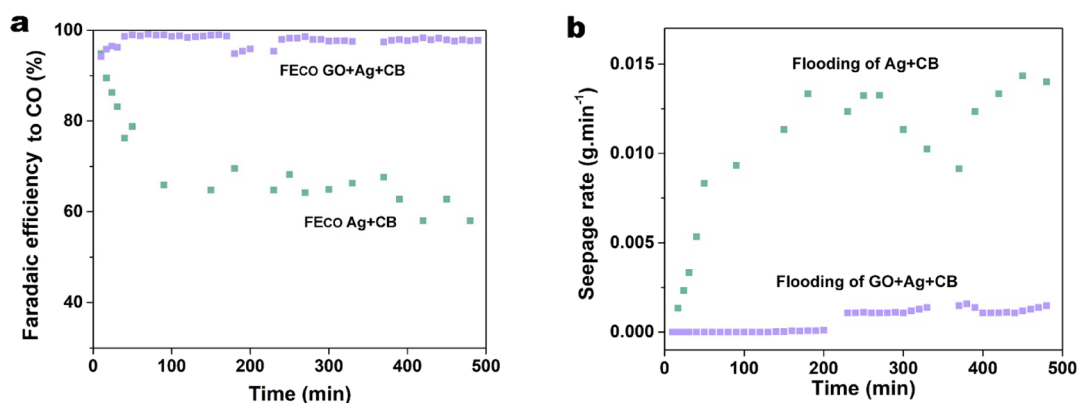 a
Faradaic efficiency to CO (%)
100
80
60
40
FECO GO+Ag+CB
FECO Ag+CB
0 100 200 300 400 500
Time (min)
b
Seepage rate (g.min⁻¹)
0.015
0.010
0.005
0.000
Flooding of Ag+CB
Flooding of GO+Ag+CB
0 100 200 300 400 500
Time (min)